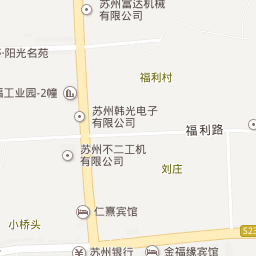 苏州富达机械
有限公司
·阳光名苑
福利村
工业园-2幢
苏州韩光电子
有限公司
福利路
苏州不二工机
有限公司
刘庄
仁熹宾馆
小桥头
S23
苏州银行
金福缘宾馆